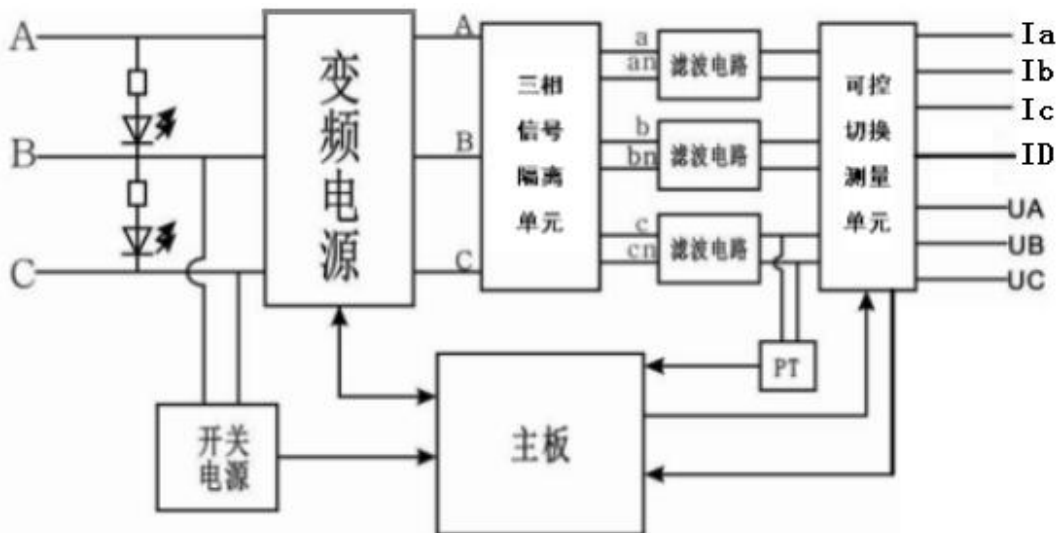 A
B
C
变频电源
A
B
C
三相
信号
隔离
单元
a
an
b
bn
c
cn
滤波电路
滤波电路
滤波电路
可控
切换
测量
单元
Ia
Ib
Ic
ID
UA
UB
UC
PT
开关
电源
主板